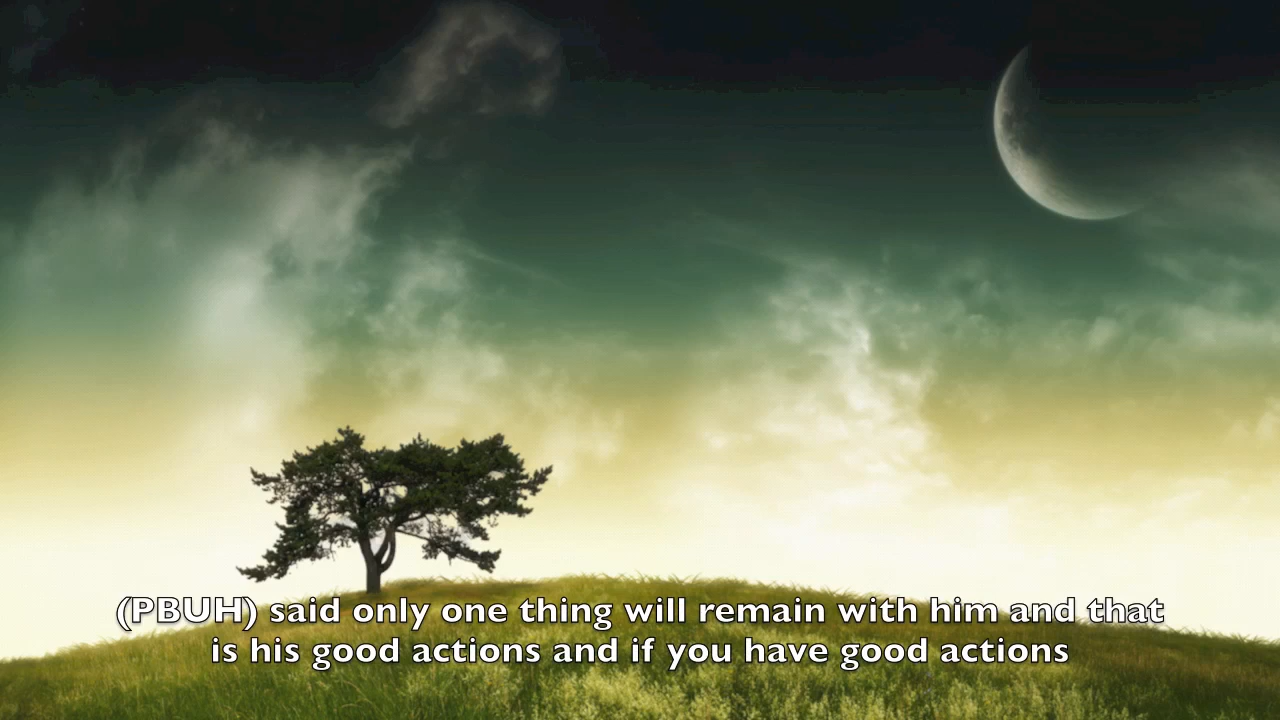 (PBUH) said only one thing will remain with him and that
is his good actions and if you have good actions